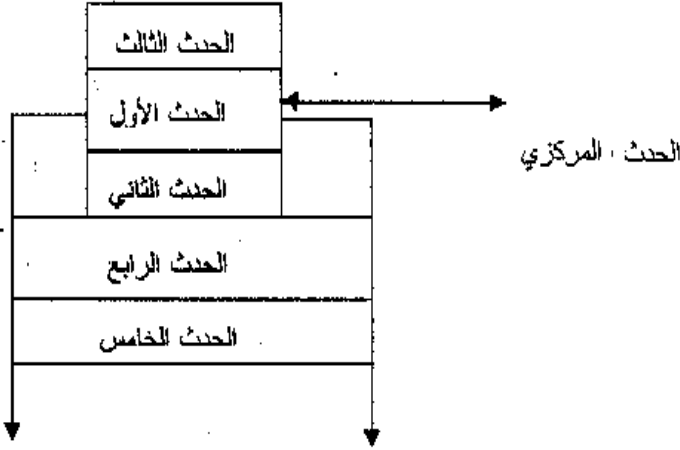 الحدث الثالث
الحدث الأول
الحدث المركزي
الحدث الثاني
الحدث الرابع
الحدث الخامس